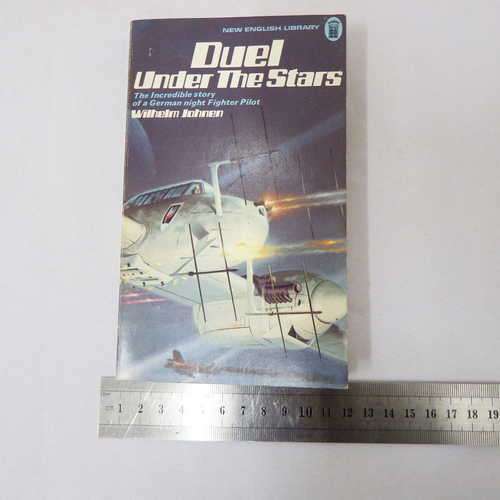 NEW ENGLISH LIBRARY
Duel
Under The Stars
The Incredible story
of a German night Fighter Pilot
Wilhelm Johnen
1 2 3 4 5 6 7 8 9 10 11 12 13 14 15 16 17 18 19